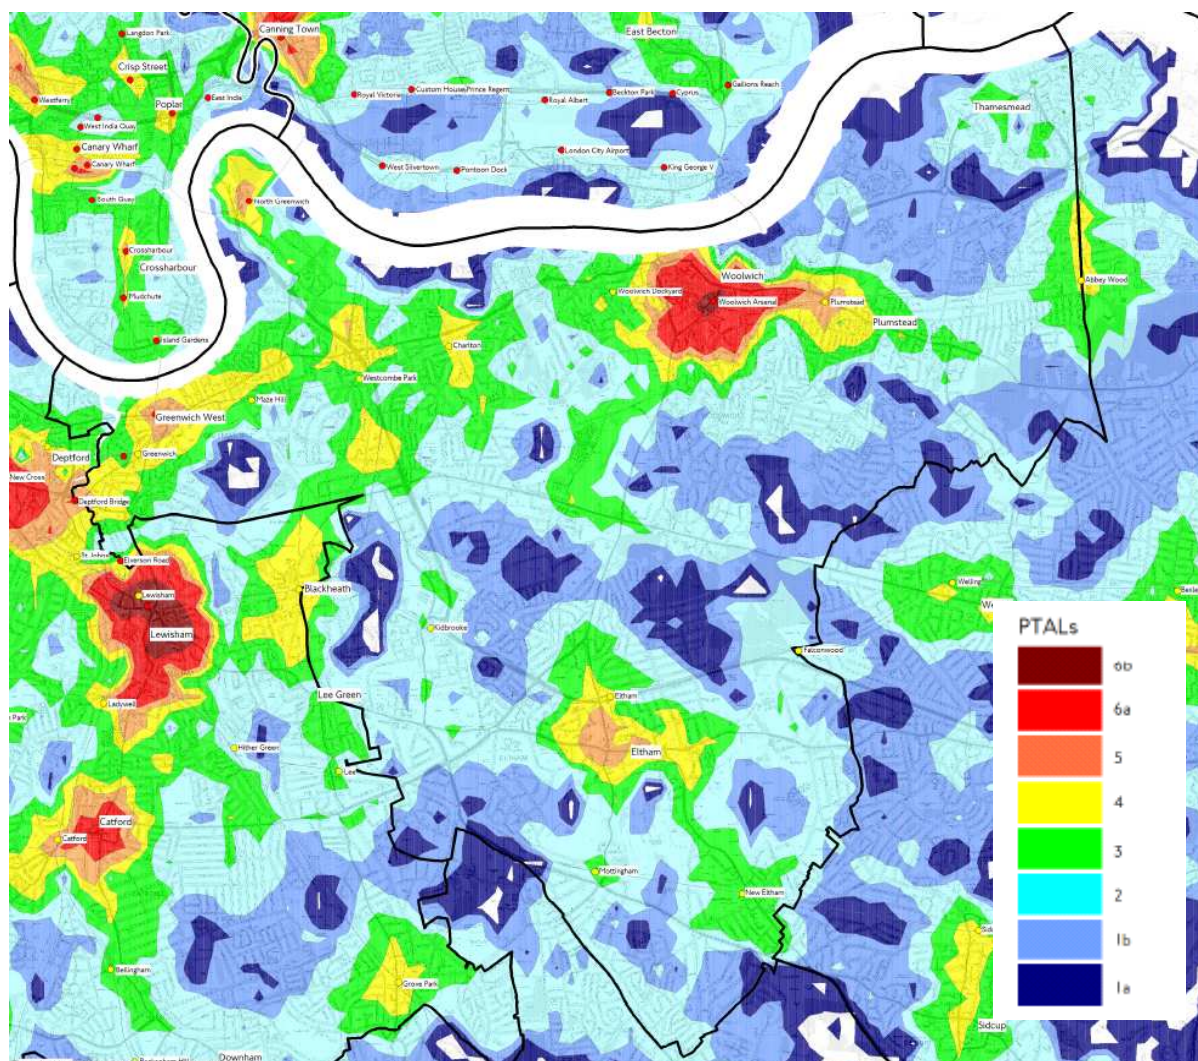 Langdon Park
Canning Town
East Becton
Crisp Street
Westferry
Poplar
East India
Royal Victoria
Custom House
Prince Regent
Royal Albert
Beckton Park
Cyprus
Gallions Reach
Thamesmead
West India Quay
Canary Wharf
Canary Wharf
London City Airport
West Silvertown
Pontoon Dock
King George V
South Quay
North Greenwich
Crossharbour
Crossharbour
Mudchute
Island Gardens
Woolwich
Woolwich Dockyard
Woolwich Arsenal
Plumstead
Plumstead
Abbey Wood
Charlton
Westcombe Park
Maze Hill
Greenwich West
Greenwich
Deptford
New Cross
Deptford Bridge
St. Johns
Elverson Road
Lewisham
Lewisham
Blackheath
Kidbrooke
Falconwood
Welling
Lee Green
Ladywell
Hither Green
Lee
Eltham
Eltham
Catford
Catford
Mottingham
New Eltham
Bellingham
Grove Park
Sidcup
Downham
PTALs
6b
6a
5
4
3
2
1b
1a